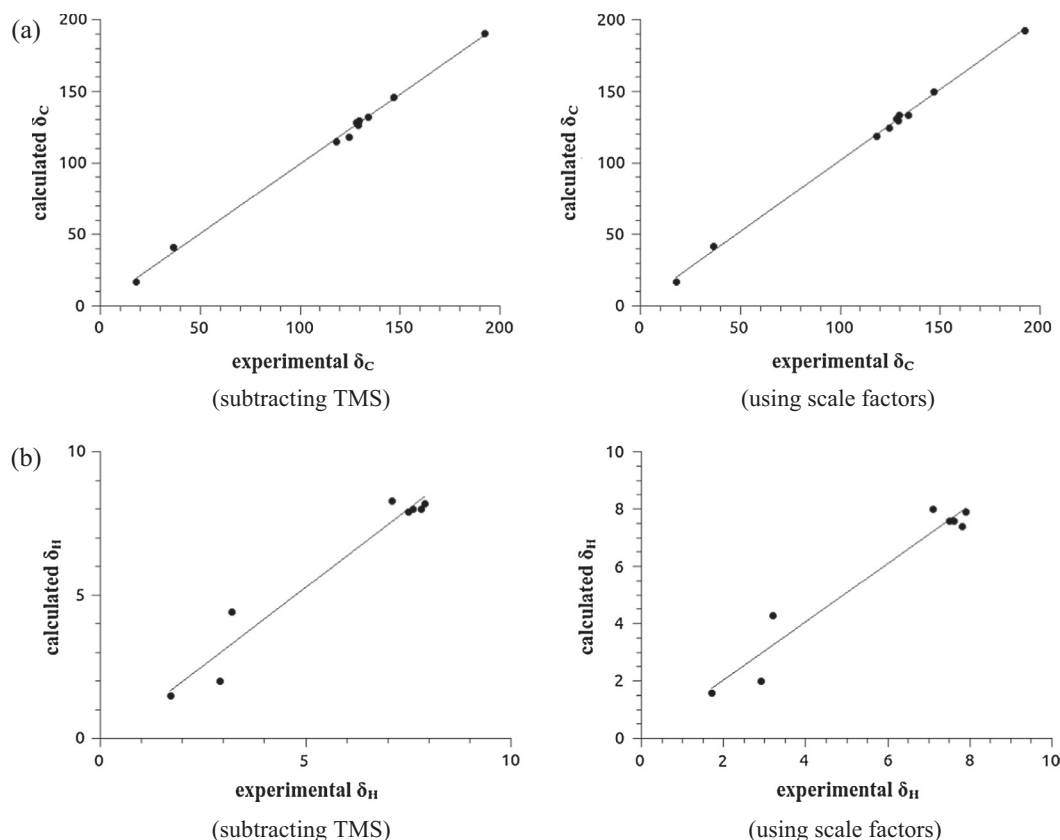 (a)
200
150
100
50
0
calculated δC
0 50 100 150 200
experimental δC
(subtracting TMS)
200
150
100
50
0
calculated δC
0 50 100 150 200
experimental δC
(using scale factors)
(b)
10
5
0
calculated δH
0 5 10
experimental δH
(subtracting TMS)
10
8
6
4
2
0
calculated δH
0 2 4 6 8 10
experimental δH
(using scale factors)